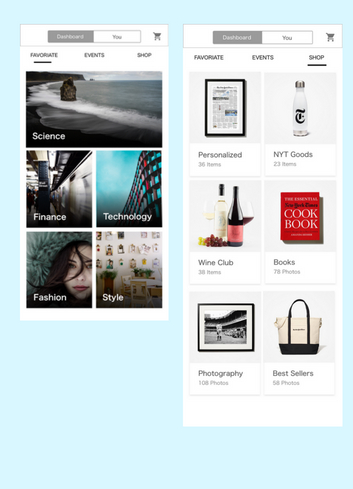 Dashboard You
FAVORIATE EVENTS SHOP
Science
Finance
Technology
Fashion
Style
Dashboard You
FAVORIATE EVENTS SHOP
Personalized
36 Items
NYT Goods
23 Items
THE ESSENTIAL
New York Times
COOK
BOOK
Wine Club
38 Items
Books
78 Photos
Photography
108 Photos
Best Sellers
58 Photos